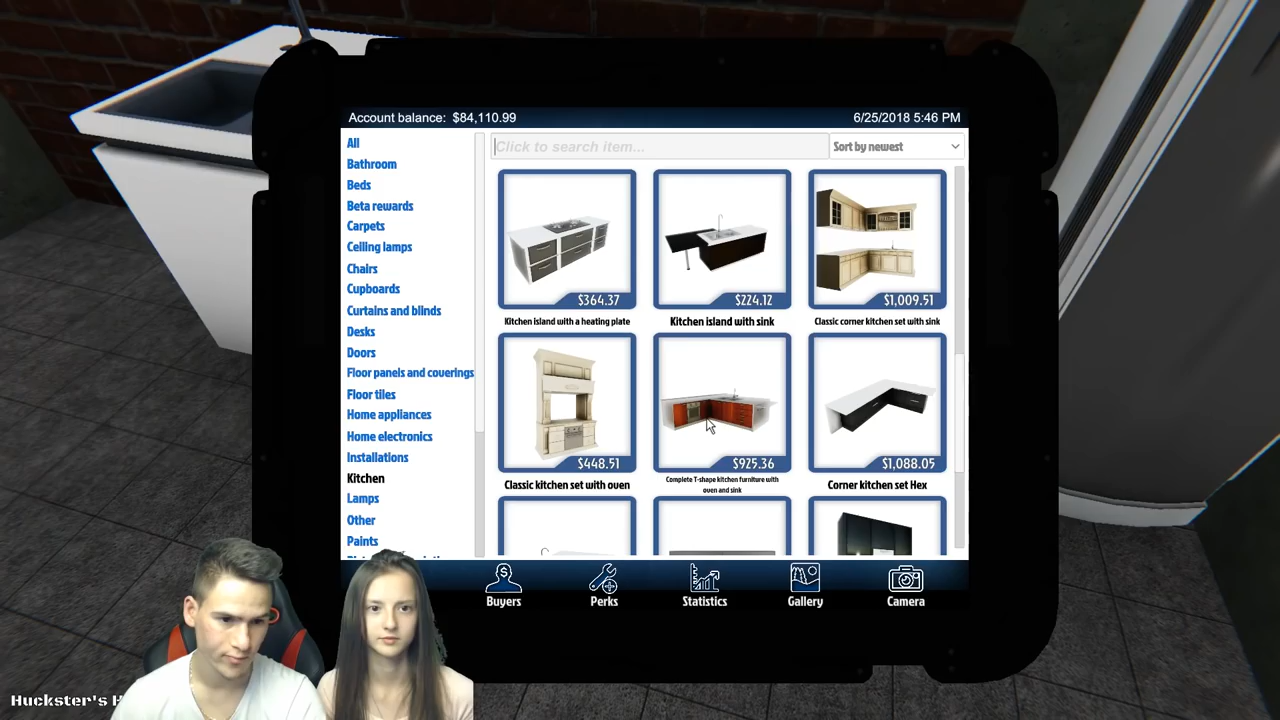 Account balance: $84,110.99
6/25/2018 5:46 PM
All
Bathroom
Beds
Beta rewards
Carpets
Ceiling lamps
Chairs
Cupboards
Curtains and blinds
Desks
Doors
Floor panels and coverings
Floor tiles
Home appliances
Home electronics
Installations
Kitchen
Lamps
Other
Paints
Click to search item...
Sort by newest
$364.37
$224.12
$1,009.51
Kitchen island with a heating plate
Kitchen island with sink
Classic corner kitchen set with sink
$448.51
$925.36
$1,088.05
Classic kitchen set with oven
Complete T-shape kitchen furniture with
oven and sink
Corner kitchen set Hex
Buyers
Perks
Statistics
Gallery
Camera
Huckster's